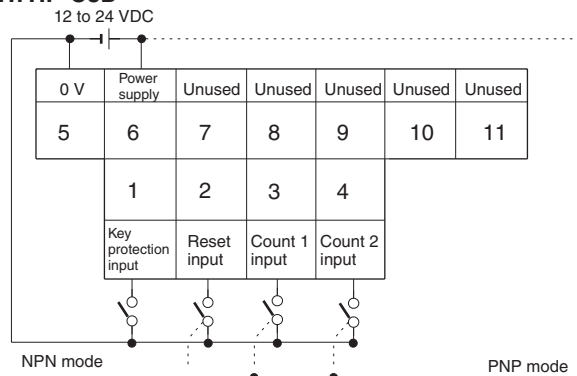 12 to 24 VDC
0 V
Power
supply
Unused
Unused
Unused
Unused
Unused
5
6
7
8
9
10
11
1
2
3
4
Key
protection
input
Reset
input
Count 1
input
Count 2
input
NPN mode
PNP mode